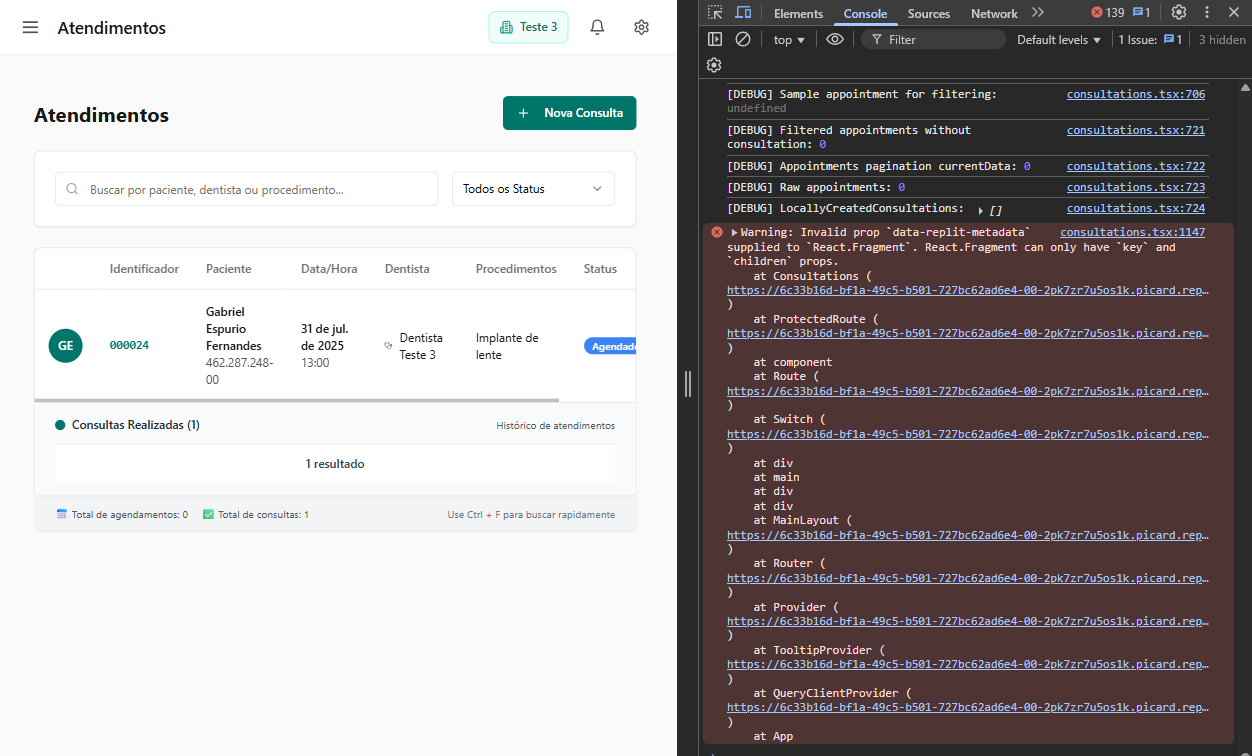 Atendimentos
Teste 3
Atendimentos
+ Nova Consulta
Buscar por paciente, dentista ou procedimento...
Todos os Status
Identificador Paciente Data/Hora Dentista Procedimentos Status
GE
000024
Gabriel
Espurio
Fernandes
462.287.248-
00
31 de jul.
de 2025
13:00
Dentista
Teste 3
Implante de
lente
Agendado
Consultas Realizadas (1)
Histórico de atendimentos
1 resultado
Total de agendamentos: 0
Total de consultas: 1
Use Ctrl + F para buscar rapidamente
Elements Console Sources Network 139 1
top Filter Default levels 1 Issue: 1 3 hidden
[DEBUG] Sample appointment for filtering: consultations.tsx:706
undefined
[DEBUG] Filtered appointments without consultations.tsx:721
consultation: 0
[DEBUG] Appointments pagination currentData: 0 consultations.tsx:722
[DEBUG] Raw appointments: 0 consultations.tsx:723
[DEBUG] LocallyCreatedConsultations: [] consultations.tsx:724
Warning: Invalid prop `data-replit-metadata` consultations.tsx:1147
supplied to `React.Fragment`. React.Fragment can only have `key` and
`children` props.
at Consultations (
https://6c33b16d-bf1a-49c5-b501-727bc62ad6e4-00-2pk7zr7u5os1k.picard.rep…
)
at ProtectedRoute (
https://6c33b16d-bf1a-49c5-b501-727bc62ad6e4-00-2pk7zr7u5os1k.picard.rep…
)
at component
at Route (
https://6c33b16d-bf1a-49c5-b501-727bc62ad6e4-00-2pk7zr7u5os1k.picard.rep…
)
at Switch (
https://6c33b16d-bf1a-49c5-b501-727bc62ad6e4-00-2pk7zr7u5os1k.picard.rep…
)
at div
at main
at div
at div
at MainLayout (
https://6c33b16d-bf1a-49c5-b501-727bc62ad6e4-00-2pk7zr7u5os1k.picard.rep…
)
at Router (
https://6c33b16d-bf1a-49c5-b501-727bc62ad6e4-00-2pk7zr7u5os1k.picard.rep…
)
at Provider (
https://6c33b16d-bf1a-49c5-b501-727bc62ad6e4-00-2pk7zr7u5os1k.picard.rep…
)
at TooltipProvider (
https://6c33b16d-bf1a-49c5-b501-727bc62ad6e4-00-2pk7zr7u5os1k.picard.rep…
)
at QueryClientProvider (
https://6c33b16d-bf1a-49c5-b501-727bc62ad6e4-00-2pk7zr7u5os1k.picard.rep…
)
at App